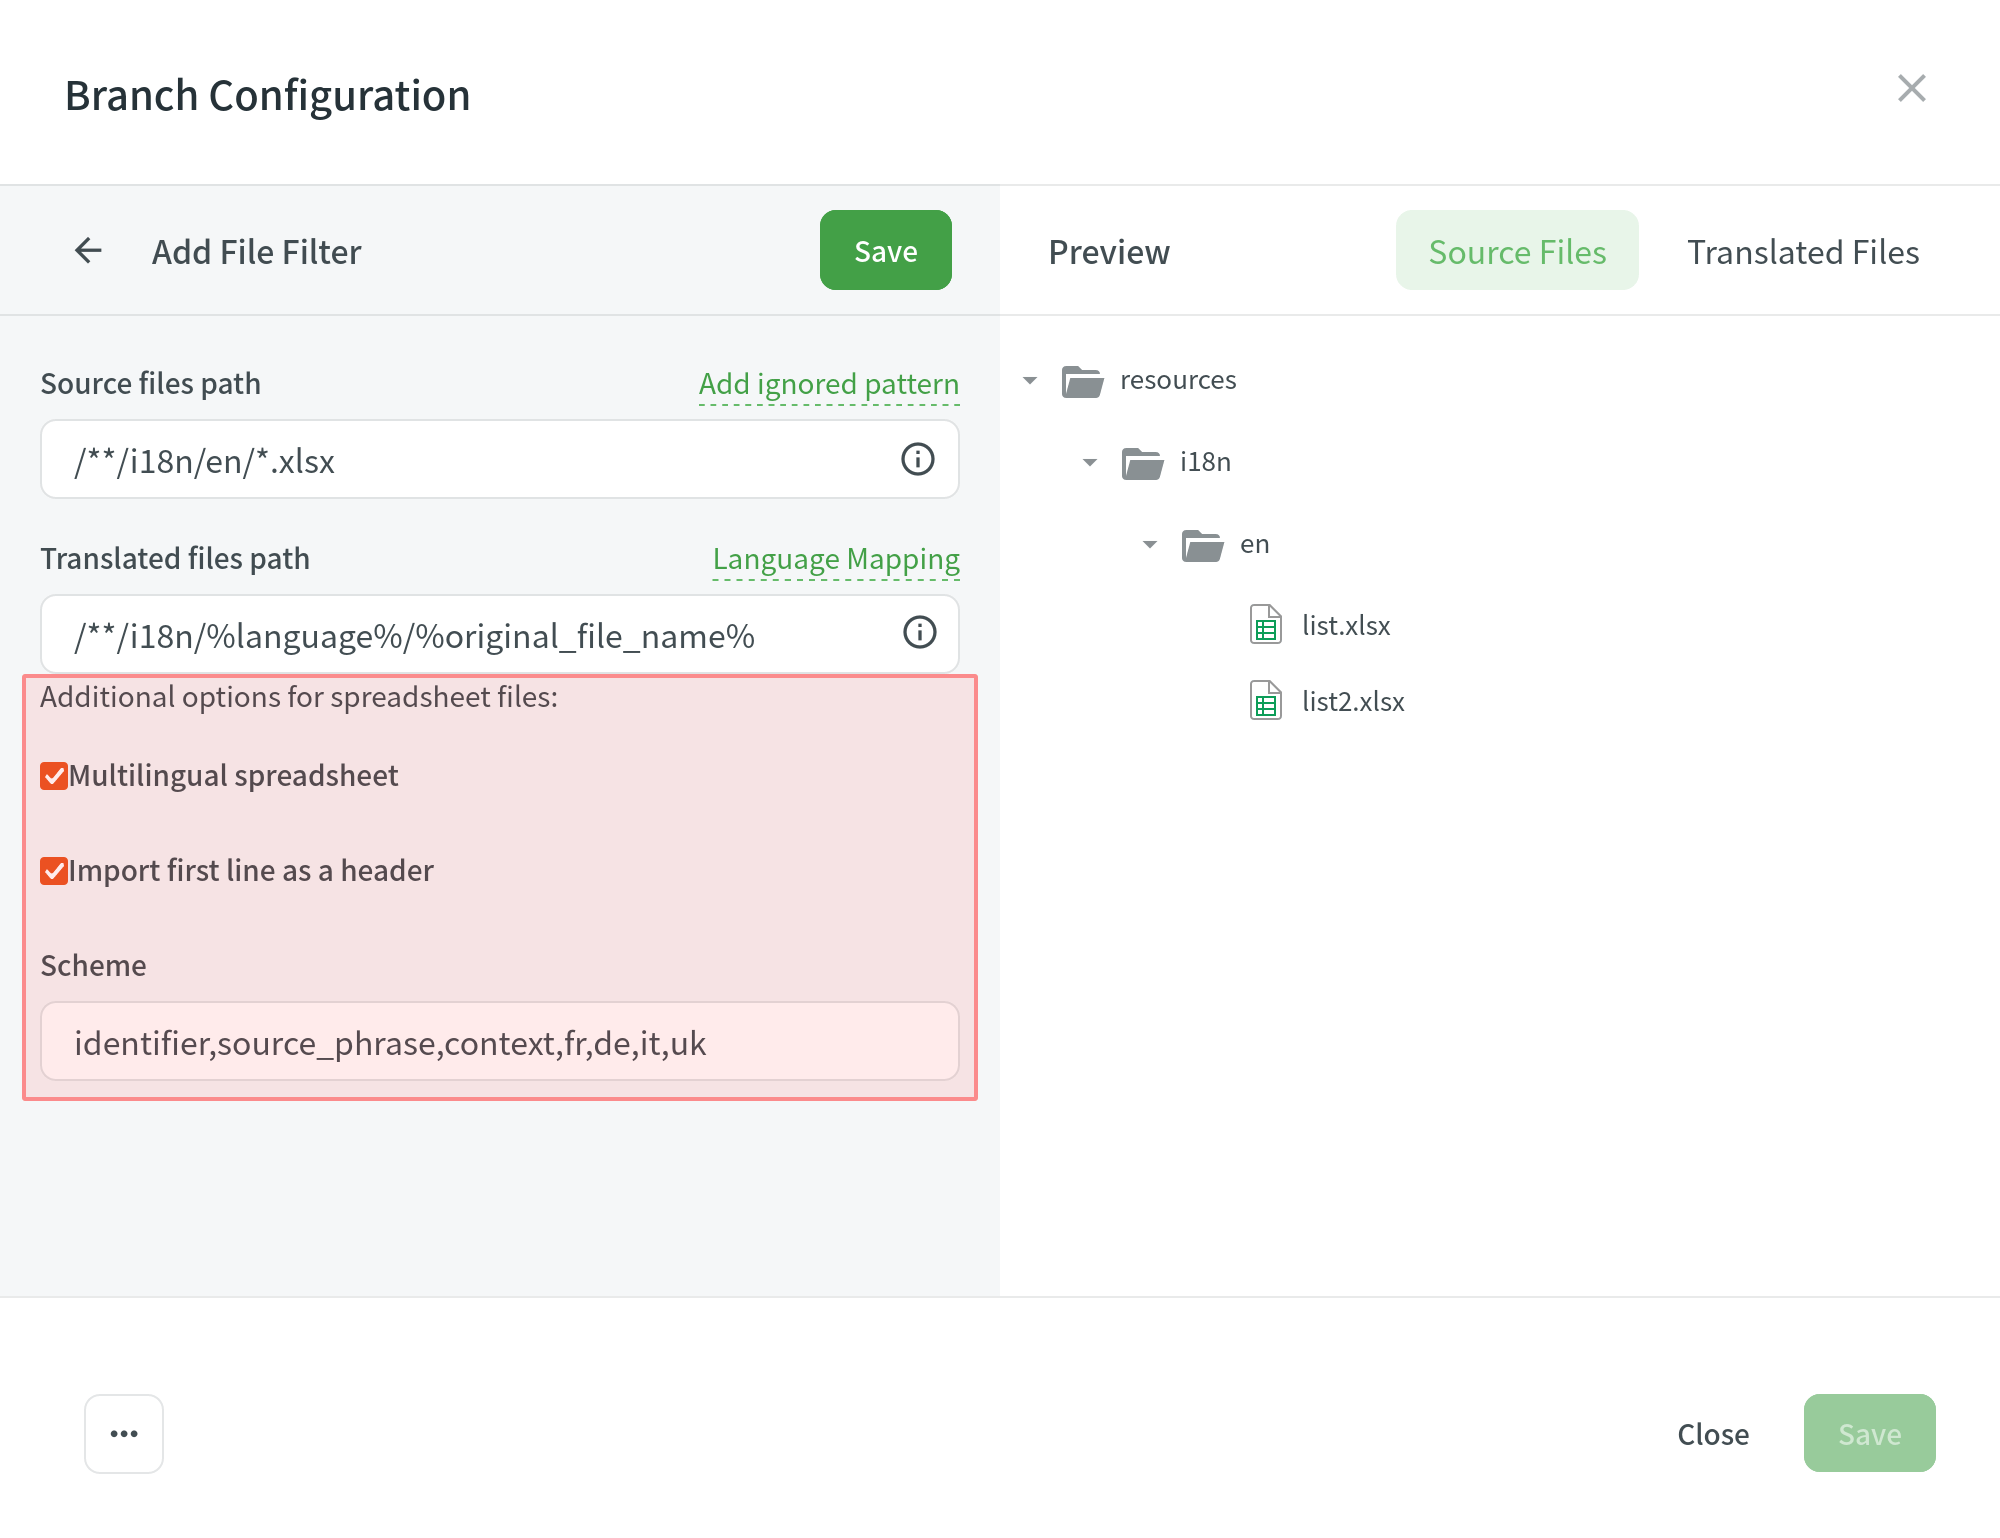 Branch Configuration
Add File Filter
Save
Source files path
Add ignored pattern
/**/i18n/en/*.xlsx
Translated files path
Language Mapping
/**/i18n/%language%/%original_file_name%
Additional options for spreadsheet files:
Multilingual spreadsheet
Import first line as a header
Scheme
identifier,source_phrase,context,fr,de,it,uk
Preview
Source Files
Translated Files
resources
i18n
en
list.xlsx
list2.xlsx
Close
Save